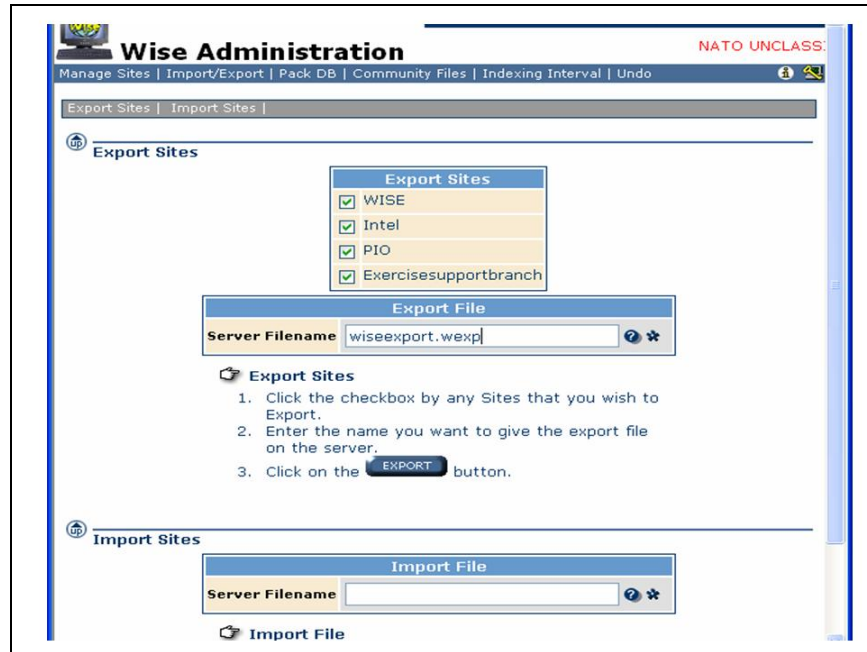 Wise
Wise Administration
NATO UNCLASS
Manage Sites | Import/Export | Pack DB | Community Files | Indexing Interval | Undo
Export Sites | Import Sites |
UP
Export Sites
Export Sites
WISE
Intel
PIO
Exercisesupportbranch
Export File
Server Filename wiseexport.wexp
Export Sites
1. Click the checkbox by any Sites that you wish to
Export.
2. Enter the name you want to give the export file
on the server.
3. Click on the EXPORT button.
UP
Import Sites
Import File
Server Filename
Import File